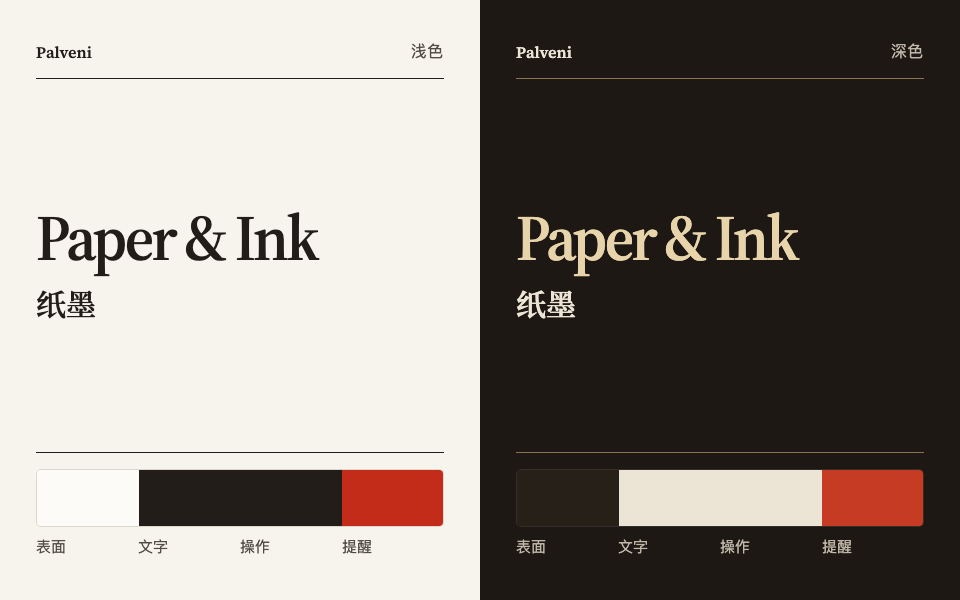 Palveni 浅色
Paper & Ink
纸墨
表面 文字 操作 提醒
Palveni 深色
Paper & Ink
纸墨
表面 文字 操作 提醒